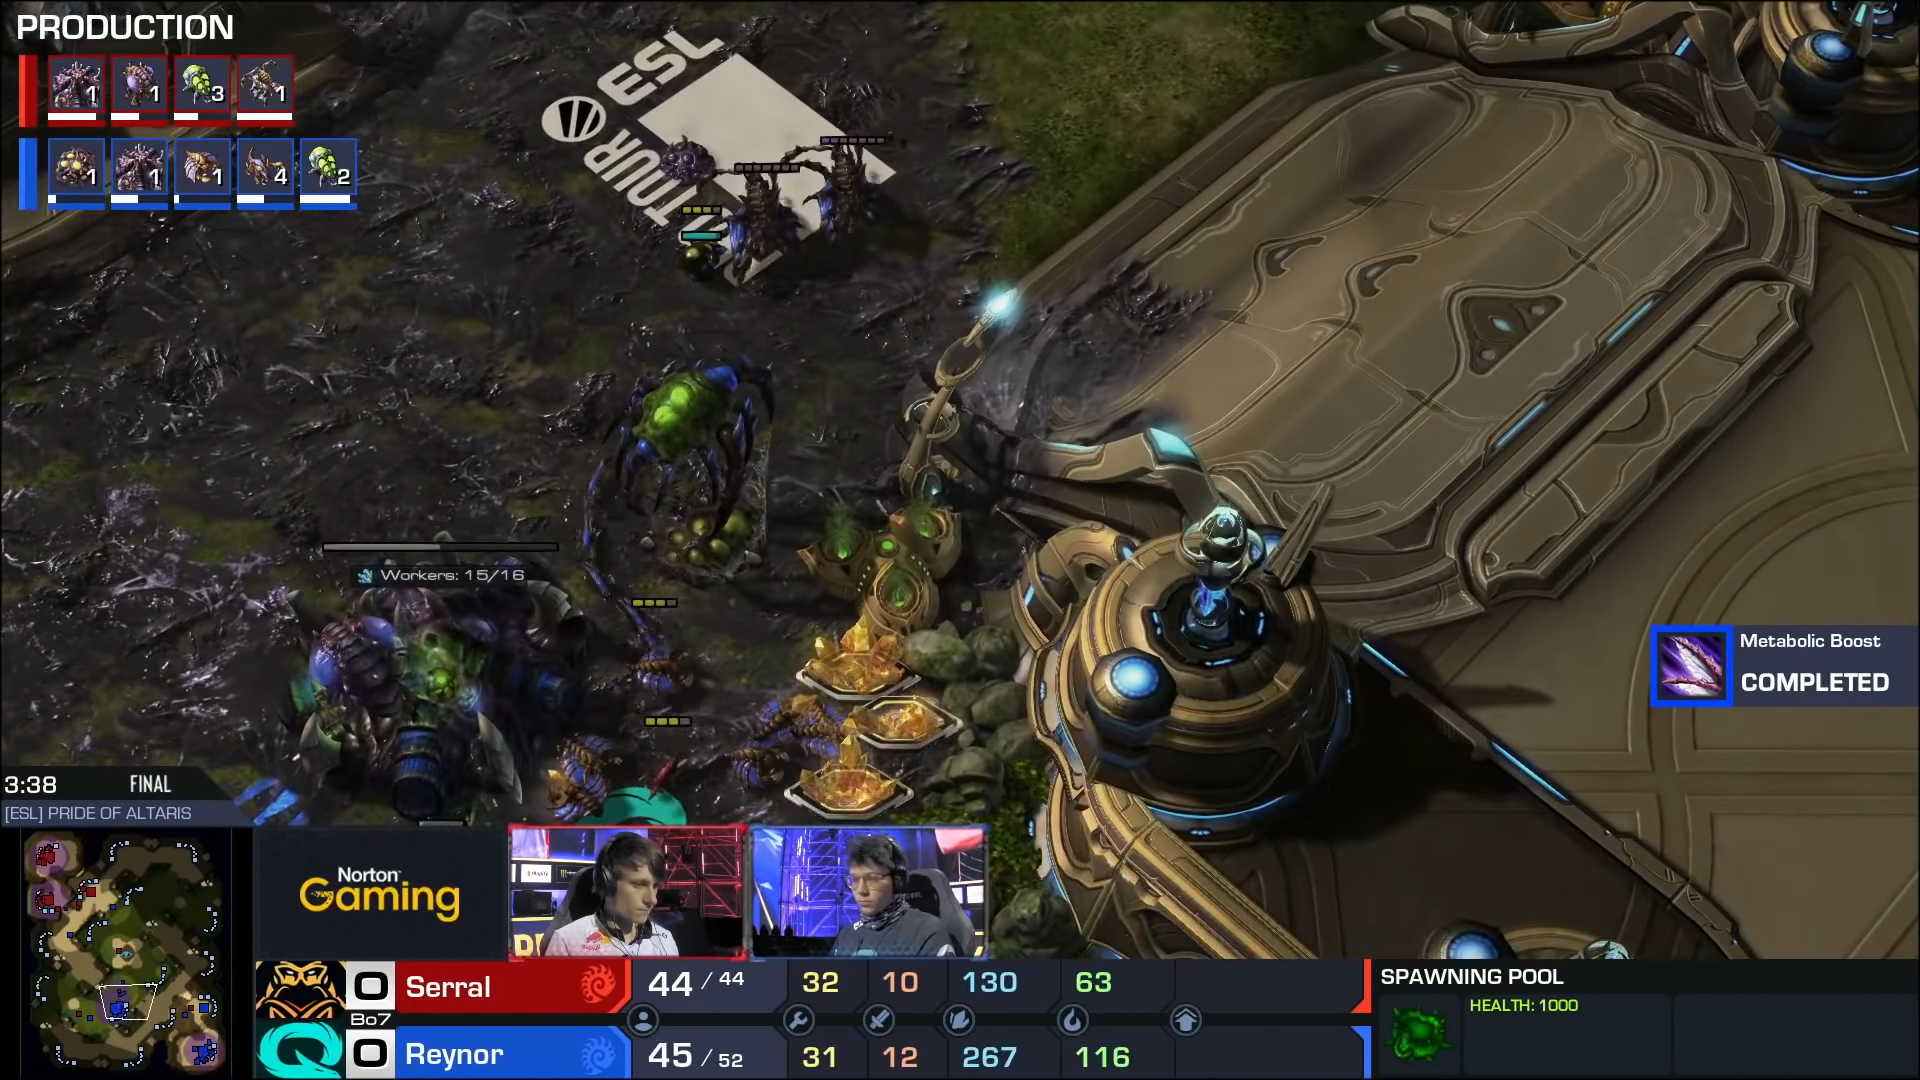 PRODUCTION
1 1 3 1
1 1 1 4 2
ESL
TOUR
Workers: 15/16
Metabolic Boost
COMPLETED
3:38 FINAL
[ESL] PRIDE OF ALTARIS
Norton
Gaming
0 Serral 44 / 44 32 10 130 63
Bo7
0 Reynor 45 / 52 31 12 267 116
SPAWNING POOL
HEALTH: 1000